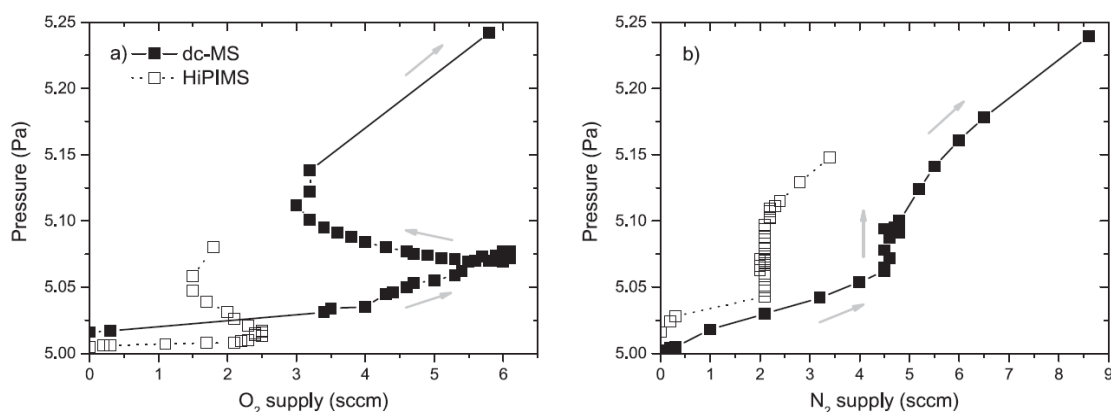 a)
dc-MS
HiPIMS
5.25
5.20
5.15
5.10
5.05
5.00
Pressure (Pa)
0 1 2 3 4 5 6
O₂ supply (sccm)
b)
5.25
5.20
5.15
5.10
5.05
5.00
Pressure (Pa)
0 1 2 3 4 5 6 7 8 9
N₂ supply (sccm)